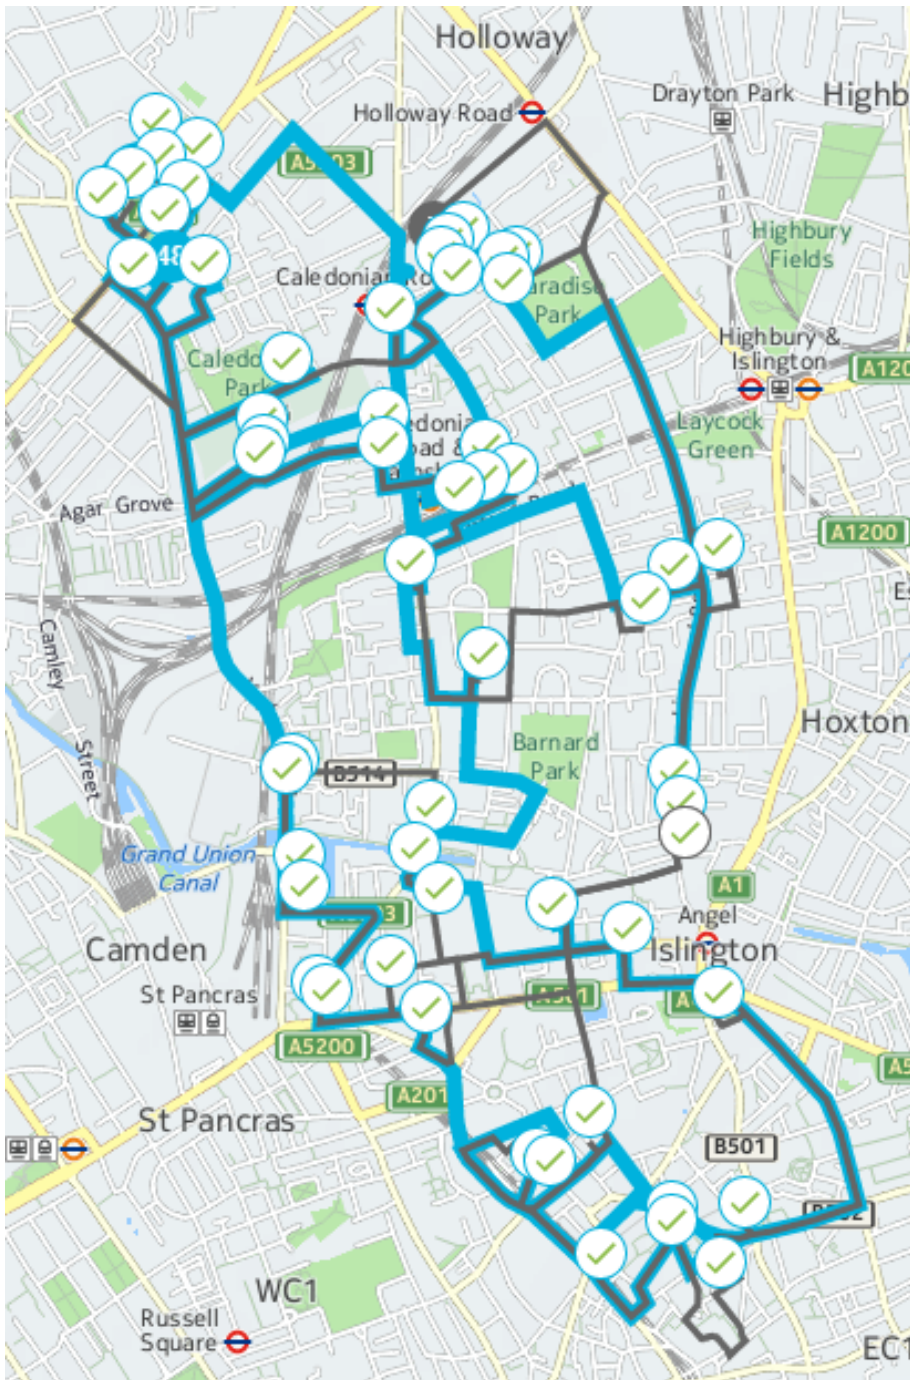 Holloway
Drayton Park
Highb
Holloway Road
Highbury
Fields
Caledonian
Park
Highbury &
Islington
A120
Laycock
Green
Agar Grove
A1200
Camley
Street
Hoxton
Barnard
Park
B514
Grand Union
Canal
A1
Angel
Camden
Islington
St Pancras
A501
A5200
A201
St Pancras
B501
WC1
Russell
Square
EC1